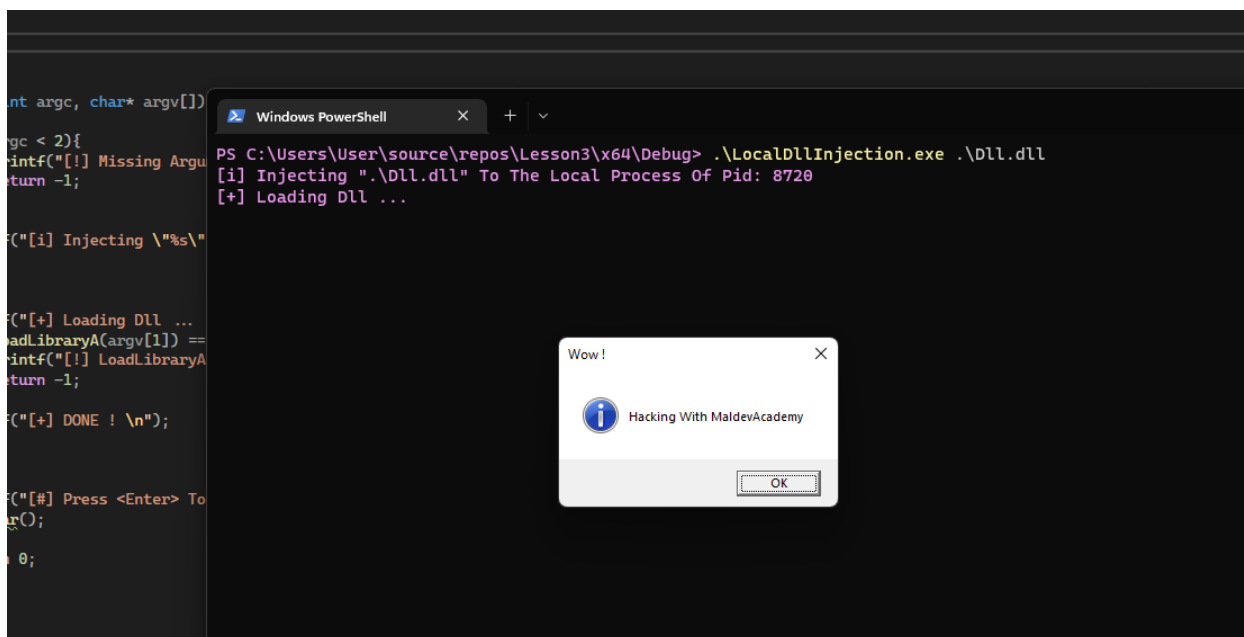 int argc, char* argv[])
rgc < 2){
rintf("[!] Missing Argu
eturn -1;
f("[i] Injecting \"%s\"
f("[+] Loading Dll ...
oadLibraryA(argv[1]) ==
rintf("[!] LoadLibraryA
eturn -1;
f("[+] DONE ! \n");
f("[#] Press <Enter> To
ar();
n 0;
Windows PowerShell
PS C:\Users\User\source\repos\Lesson3\x64\Debug> .\LocalDllInjection.exe .\Dll.dll
[i] Injecting ".\Dll.dll" To The Local Process Of Pid: 8720
[+] Loading Dll ...
Wow !
Hacking With MaldevAcademy
OK